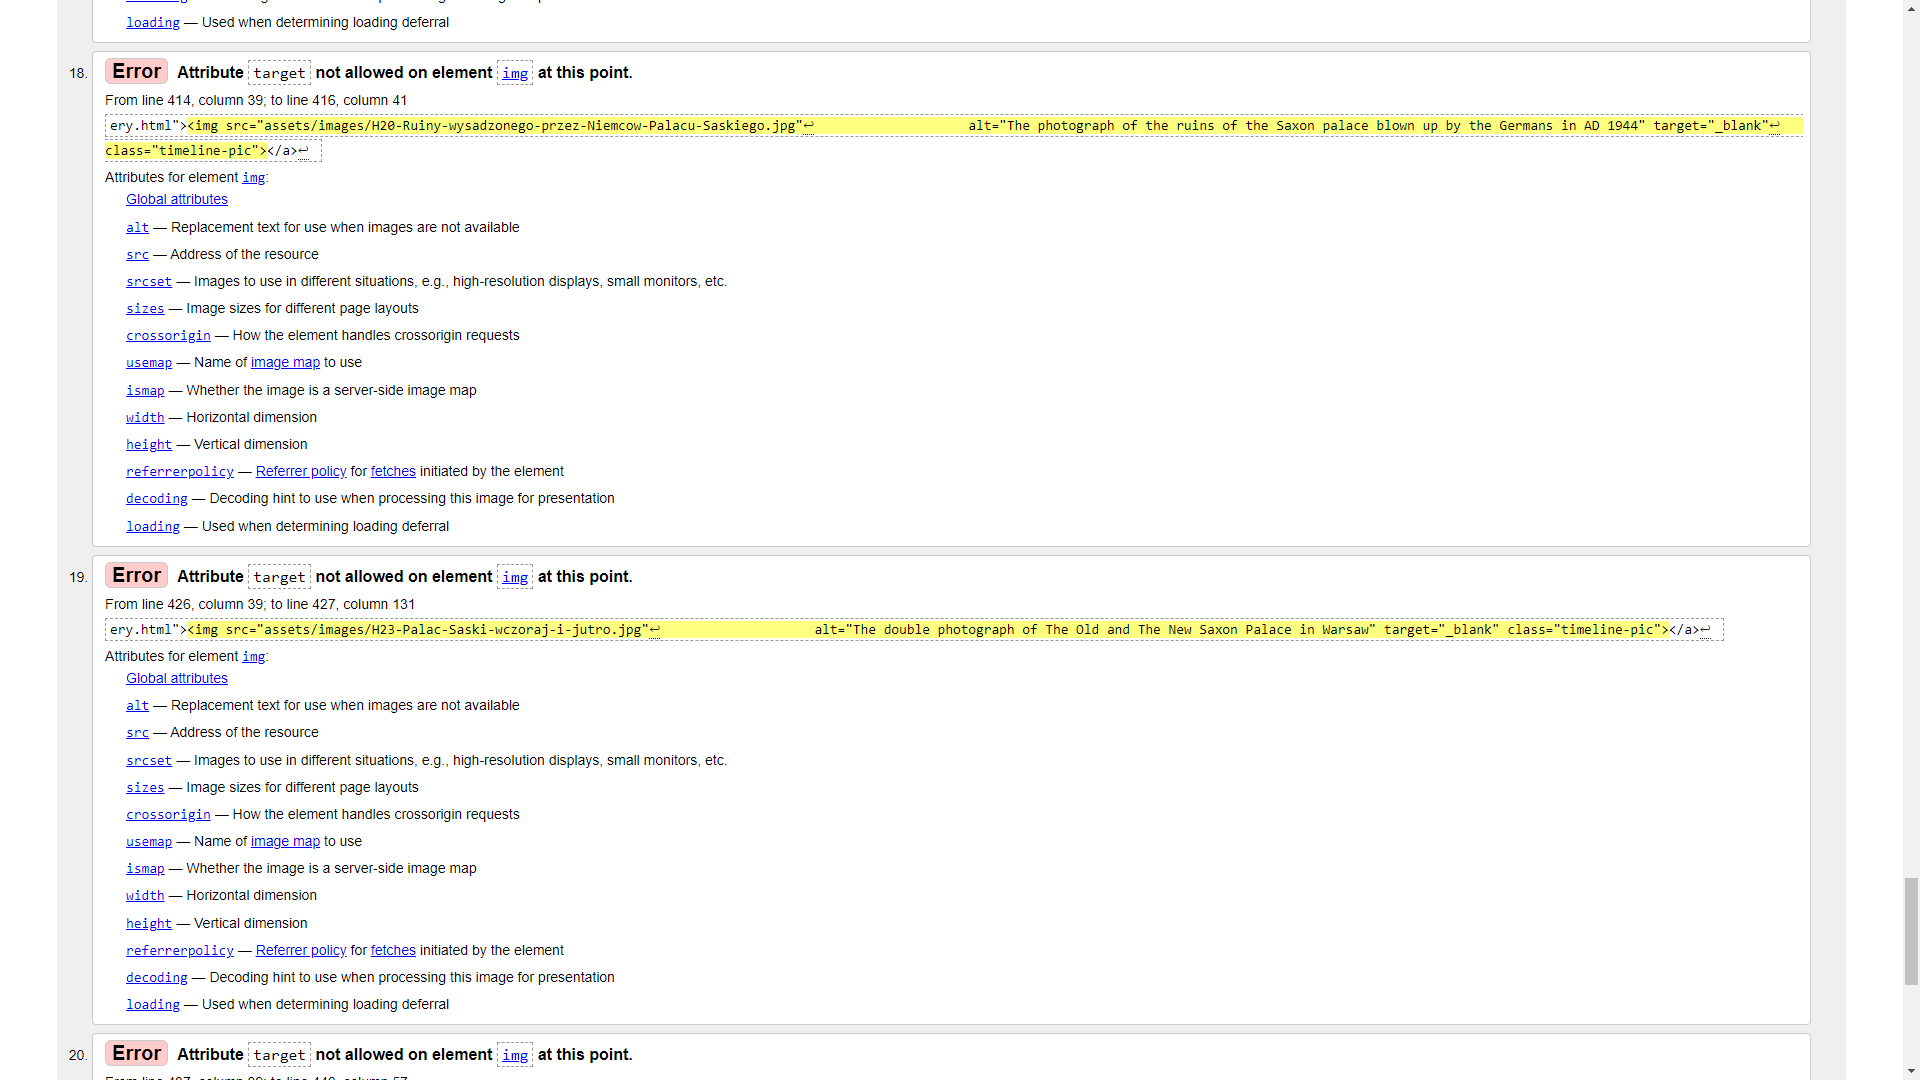 loading — Used when determining loading deferral
18. Error Attribute target not allowed on element img at this point.
From line 414, column 39; to line 416, column 41
ery.html"><img src="assets/images/H20-Ruiny-wysadzonego-przez-Niemcow-Palacu-Saskiego.jpg"↩ alt="The photograph of the ruins of the Saxon palace blown up by the Germans in AD 1944" target="_blank"↩
class="timeline-pic"></a>↩
Attributes for element img:
Global attributes
alt — Replacement text for use when images are not available
src — Address of the resource
srcset — Images to use in different situations, e.g., high-resolution displays, small monitors, etc.
sizes — Image sizes for different page layouts
crossorigin — How the element handles crossorigin requests
usemap — Name of image map to use
ismap — Whether the image is a server-side image map
width — Horizontal dimension
height — Vertical dimension
referrerpolicy — Referrer policy for fetches initiated by the element
decoding — Decoding hint to use when processing this image for presentation
loading — Used when determining loading deferral
19. Error Attribute target not allowed on element img at this point.
From line 426, column 39; to line 427, column 131
ery.html"><img src="assets/images/H23-Palac-Saski-wczoraj-i-jutro.jpg"↩ alt="The double photograph of The Old and The New Saxon Palace in Warsaw" target="_blank" class="timeline-pic"></a>↩
Attributes for element img:
Global attributes
alt — Replacement text for use when images are not available
src — Address of the resource
srcset — Images to use in different situations, e.g., high-resolution displays, small monitors, etc.
sizes — Image sizes for different page layouts
crossorigin — How the element handles crossorigin requests
usemap — Name of image map to use
ismap — Whether the image is a server-side image map
width — Horizontal dimension
height — Vertical dimension
referrerpolicy — Referrer policy for fetches initiated by the element
decoding — Decoding hint to use when processing this image for presentation
loading — Used when determining loading deferral
20. Error Attribute target not allowed on element img at this point.